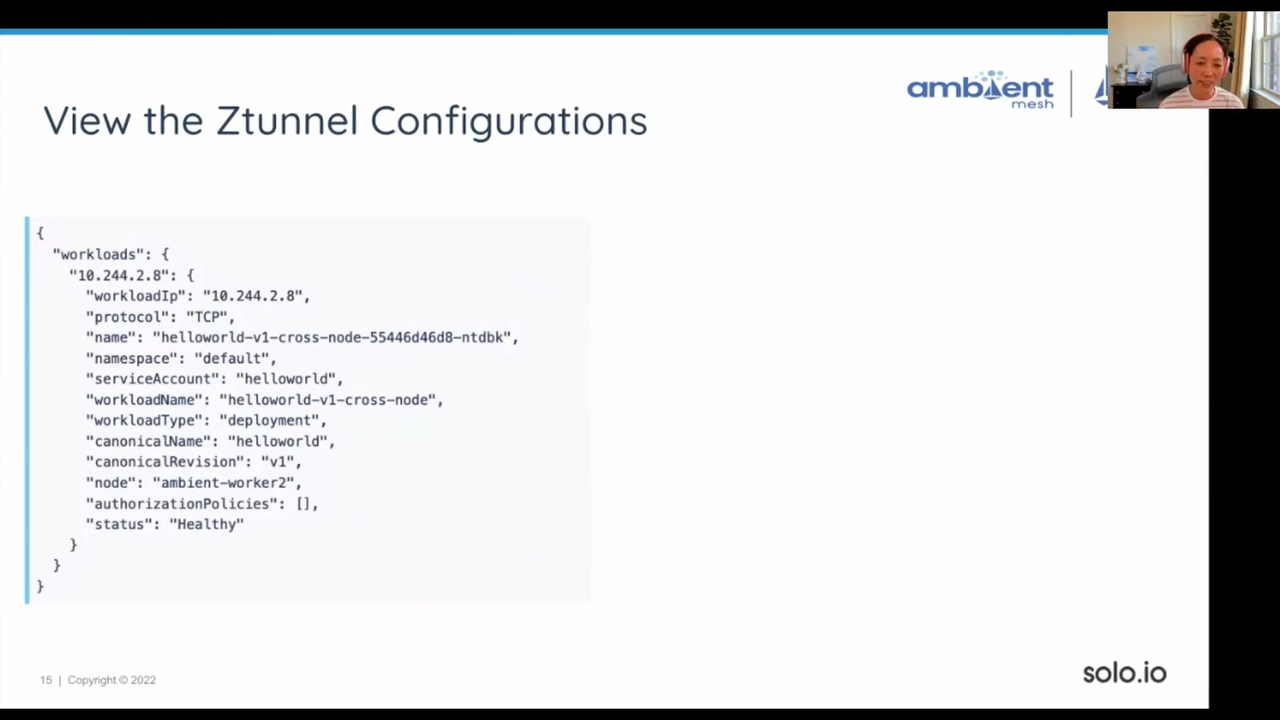 ambient
mesh
View the Ztunnel Configurations
{
"workloads": {
"10.244.2.8": {
"workloadIp": "10.244.2.8",
"protocol": "TCP",
"name": "helloworld-v1-cross-node-55446d46d8-ntdbk",
"namespace": "default",
"serviceAccount": "helloworld",
"workloadName": "helloworld-v1-cross-node",
"workloadType": "deployment",
"canonicalName": "helloworld",
"canonicalRevision": "v1",
"node": "ambient-worker2",
"authorizationPolicies": [],
"status": "Healthy"
}
}
}
15 | Copyright © 2022
solo.io